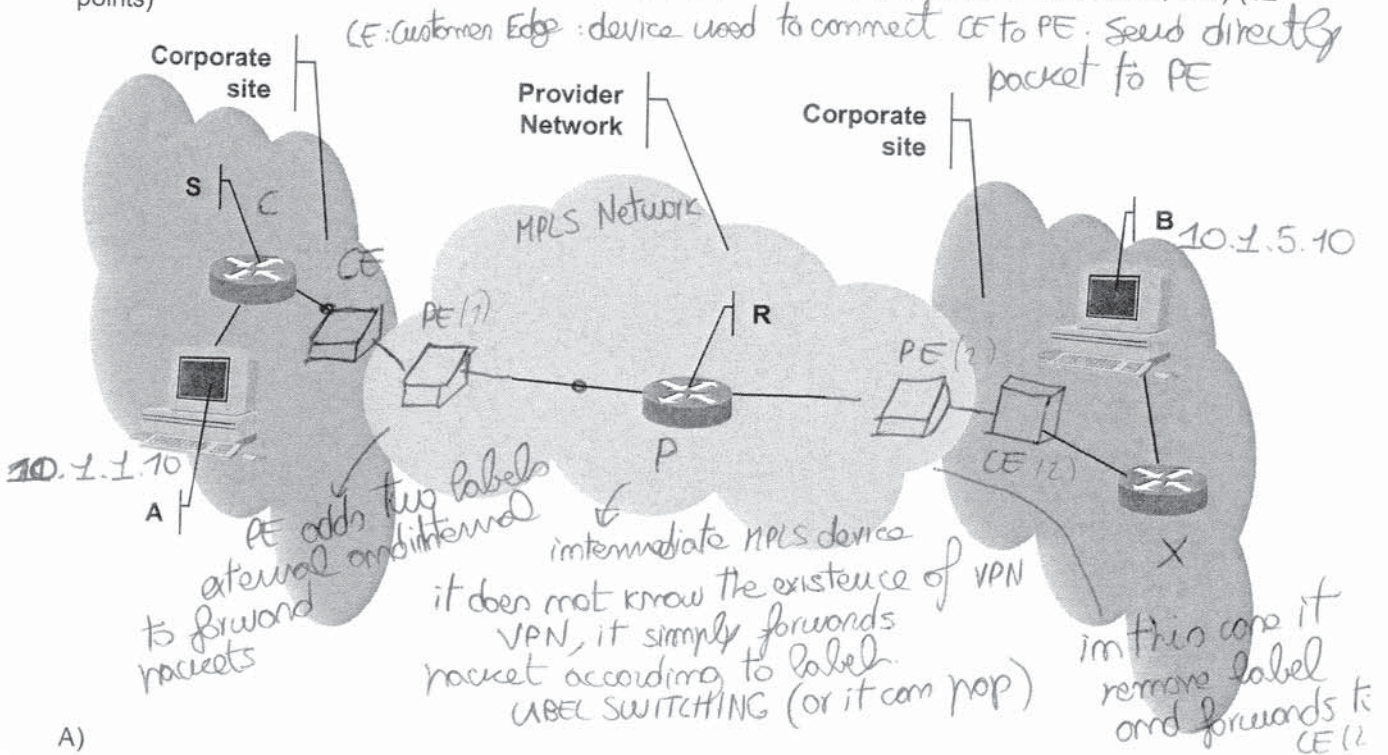 points)
CE: Customer Edge : device used to connect CE to PE. Send directly
packet to PE
Corporate
site
Provider
Network
Corporate
site
S
C
CE
MPLS Network
PE(1)
R
PE(2)
B
10.1.5.10
P
CE(2)
X
10.1.1.10
A
PE adds two labels
external and internal
to forward
packets
intermediate MPLS device
it does not know the existence of VPN
VPN, it simply forwards
packet according to label.
LABEL SWITCHING (or it can pop)
in this case it
remove label
and forwards t
CE(2
A)